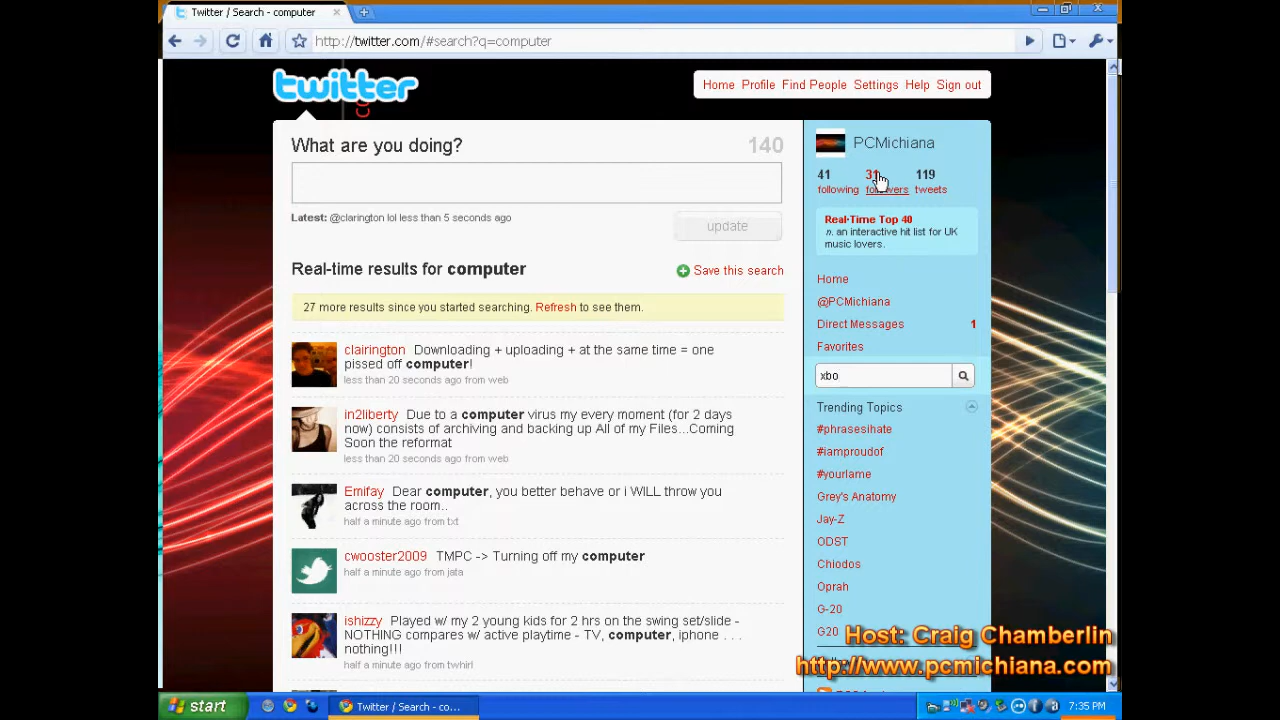 Twitter / Search - computer
http://twitter.com/#search?q=computer
twitter
Home Profile Find People Settings Help Sign out
What are you doing? 140
Latest: @clarington lol less than 5 seconds ago
update
Real-time results for computer
Save this search
27 more results since you started searching. Refresh to see them.
clairington Downloading + uploading + at the same time = one
pissed off computer!
less than 20 seconds ago from web
in2liberty Due to a computer virus my every moment (for 2 days
now) consists of archiving and backing up All of my Files...Coming
Soon the reformat
less than 20 seconds ago from web
Emifay Dear computer, you better behave or i WILL throw you
across the room..
half a minute ago from txt
cwooster2009 TMPC -> Turning off my computer
half a minute ago from jata
ishizzy Played w/ my 2 young kids for 2 hrs on the swing set/slide -
NOTHING compares w/ active playtime - TV, computer, iphone . . .
nothing!!!
half a minute ago from twhirl
PCMichiana
41 31 119
following followers tweets
Real-Time Top 40
n. an interactive hit list for UK
music lovers.
Home
@PCMichiana
Direct Messages 1
Favorites
xbo
Trending Topics
#phrasesihate
#iamproudof
#yourlame
Grey's Anatomy
Jay-Z
ODST
Chiodos
Oprah
G-20
G20
Host: Craig Chamberlin
http://www.pcmichiana.com
start
Twitter / Search - co...
7:35 PM